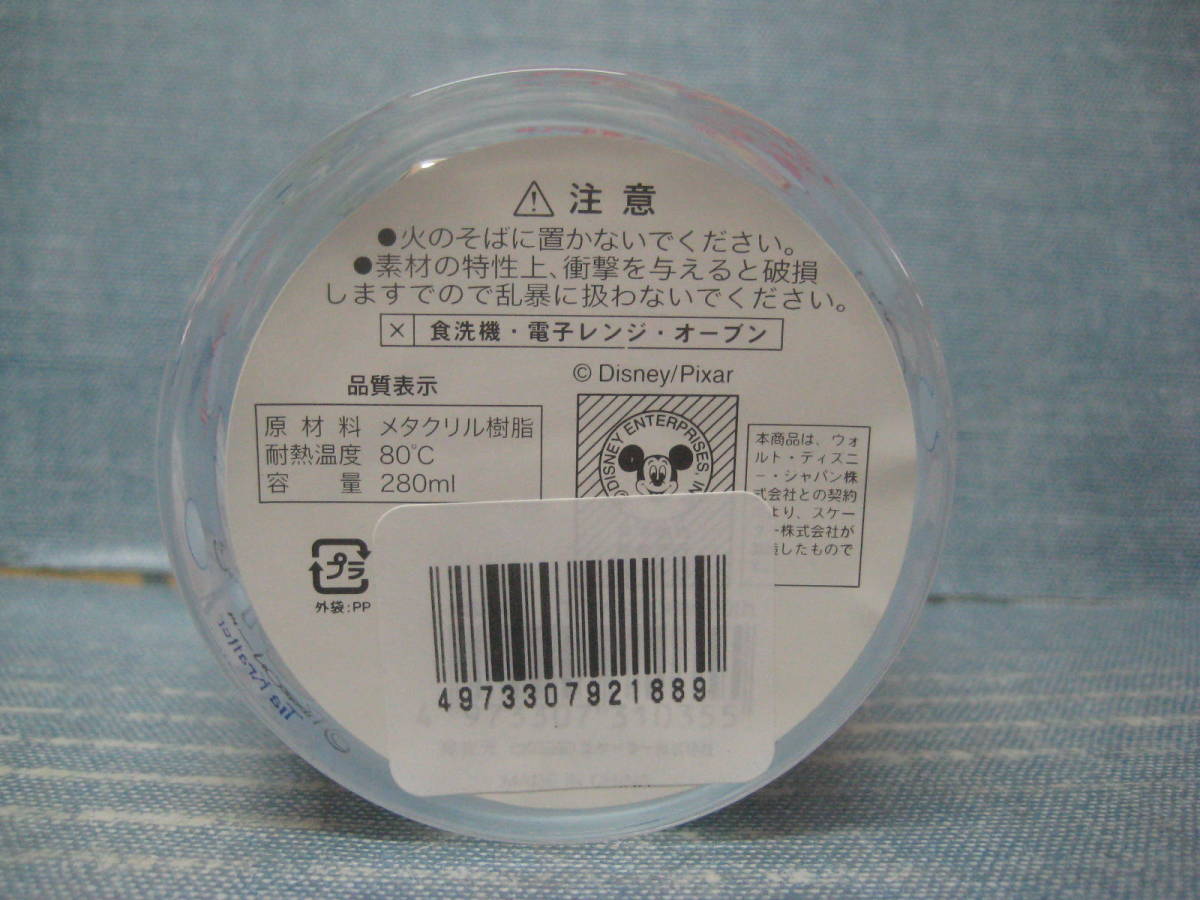 ⚠ 注意
●火のそばに置かないでください。
●素材の特性上、衝撃を与えると破損
しますでので乱暴に扱わないでください。
× 食洗機・電子レンジ・オーブン
品質表示
原材料 メタクリル樹脂
耐熱温度 80℃
容量 280ml
© Disney/Pixar
©DISNEY ENTERPRISES, IN
本商品は、ウォ
ルト・ディズニ
ー・ジャパン株
式会社との契約
より、スケー
ター株式会社が
造したもので
プラ
外袋:PP
4973307921889
4973307310355